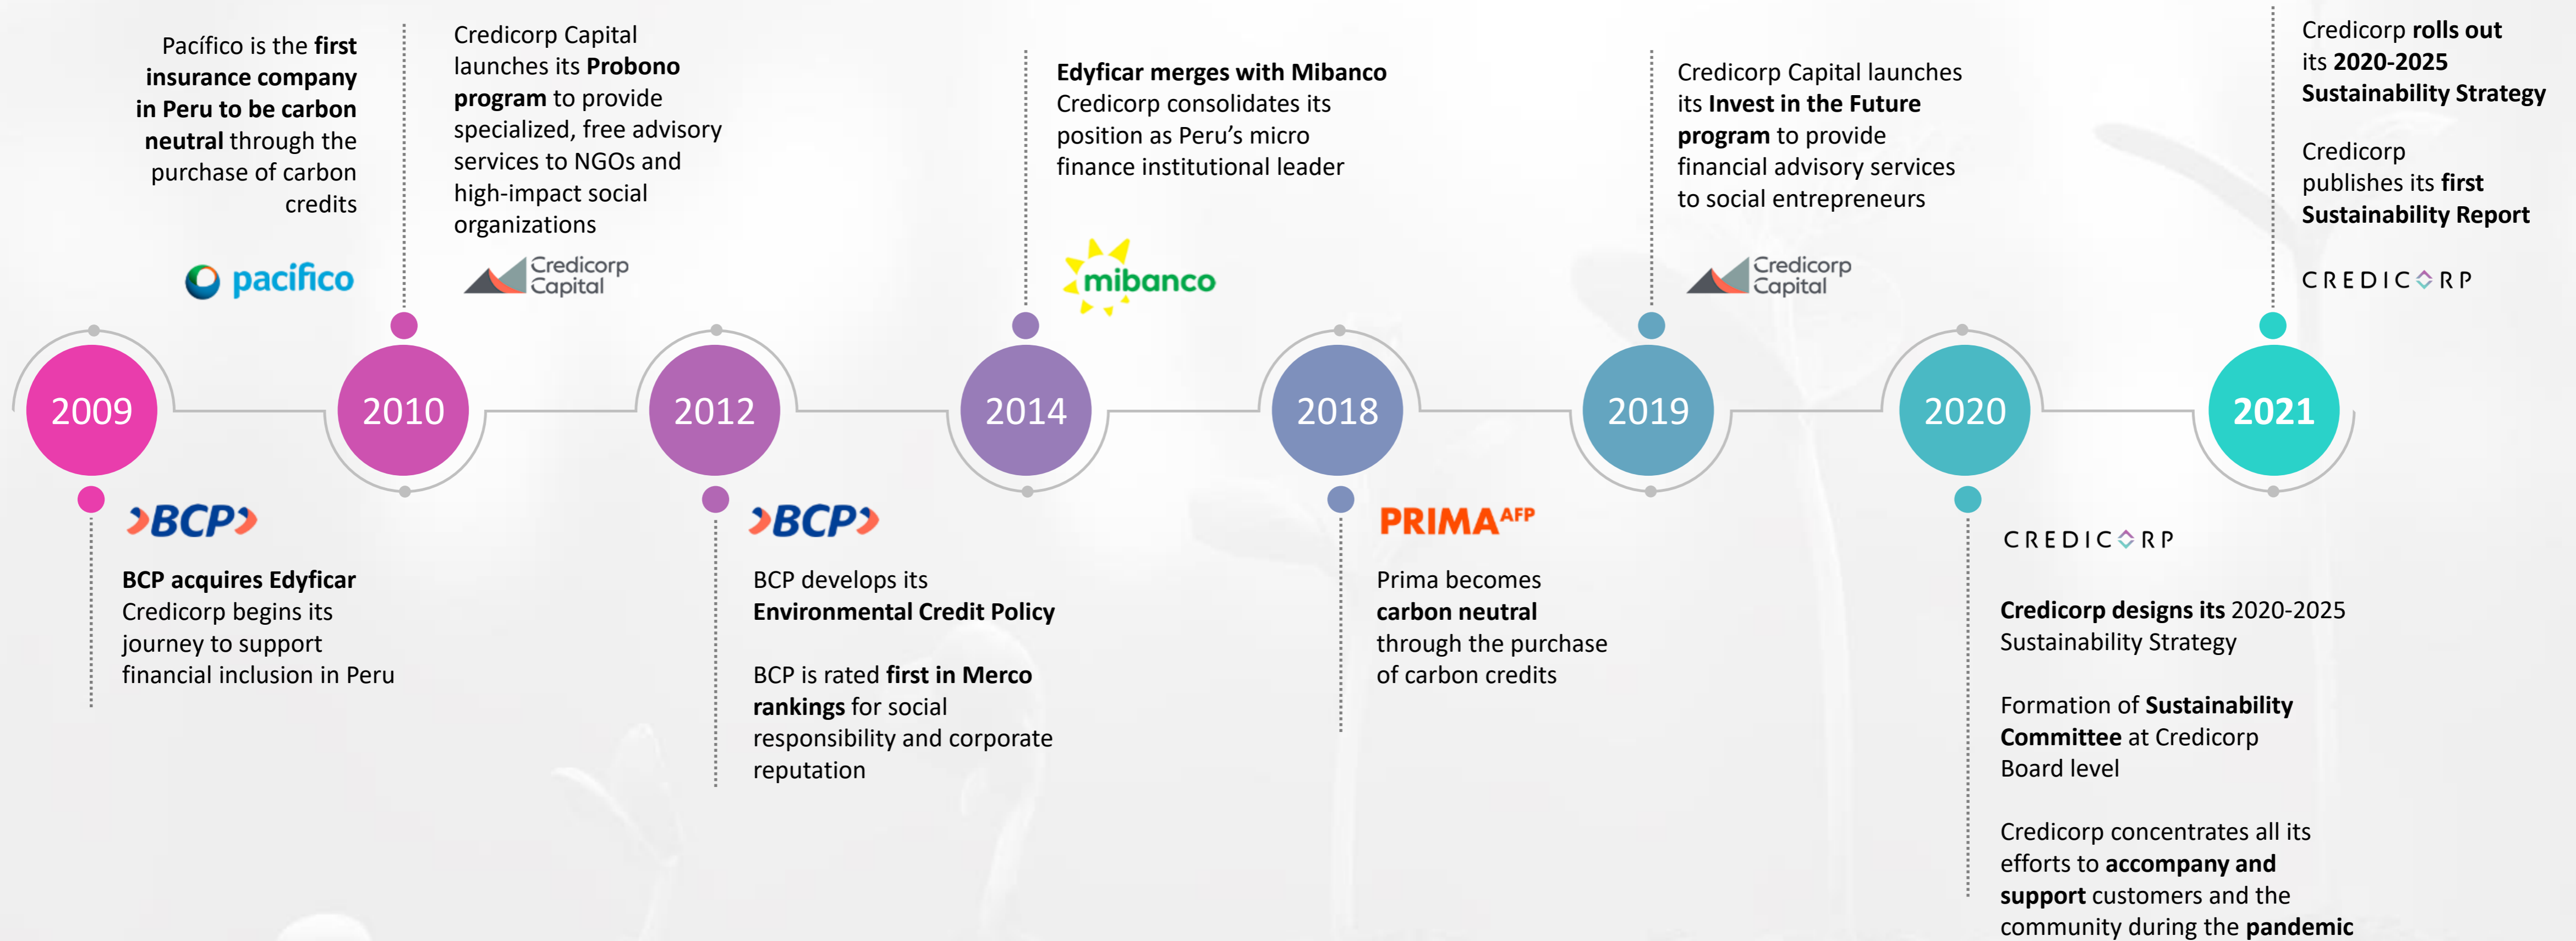 Pacífico is the first
insurance company
in Peru to be carbon
neutral through the
purchase of carbon
credits
pacífico
Credicorp Capital
launches its Probono
program to provide
specialized, free advisory
services to NGOs and
high-impact social
organizations
Credicorp
Capital
Edyficar merges with Mibanco
Credicorp consolidates its
position as Peru's micro
finance institutional leader
mibanco
Credicorp Capital launches
its Invest in the Future
program to provide
financial advisory services
to social entrepreneurs
Credicorp
Capital
Credicorp rolls out
its 2020-2025
Sustainability Strategy
Credicorp
publishes its first
Sustainability Report
CREDICORP
2009
2010
2012
2014
2018
2019
2020
2021
BCP
BCP acquires Edyficar
Credicorp begins its
journey to support
financial inclusion in Peru
BCP
BCP develops its
Environmental Credit Policy
BCP is rated first in Merco
rankings for social
responsibility and corporate
reputation
PRIMA AFP
Prima becomes
carbon neutral
through the purchase
of carbon credits
CREDICORP
Credicorp designs its 2020-2025
Sustainability Strategy
Formation of Sustainability
Committee at Credicorp
Board level
Credicorp concentrates all its
efforts to accompany and
support customers and the
community during the pandemic